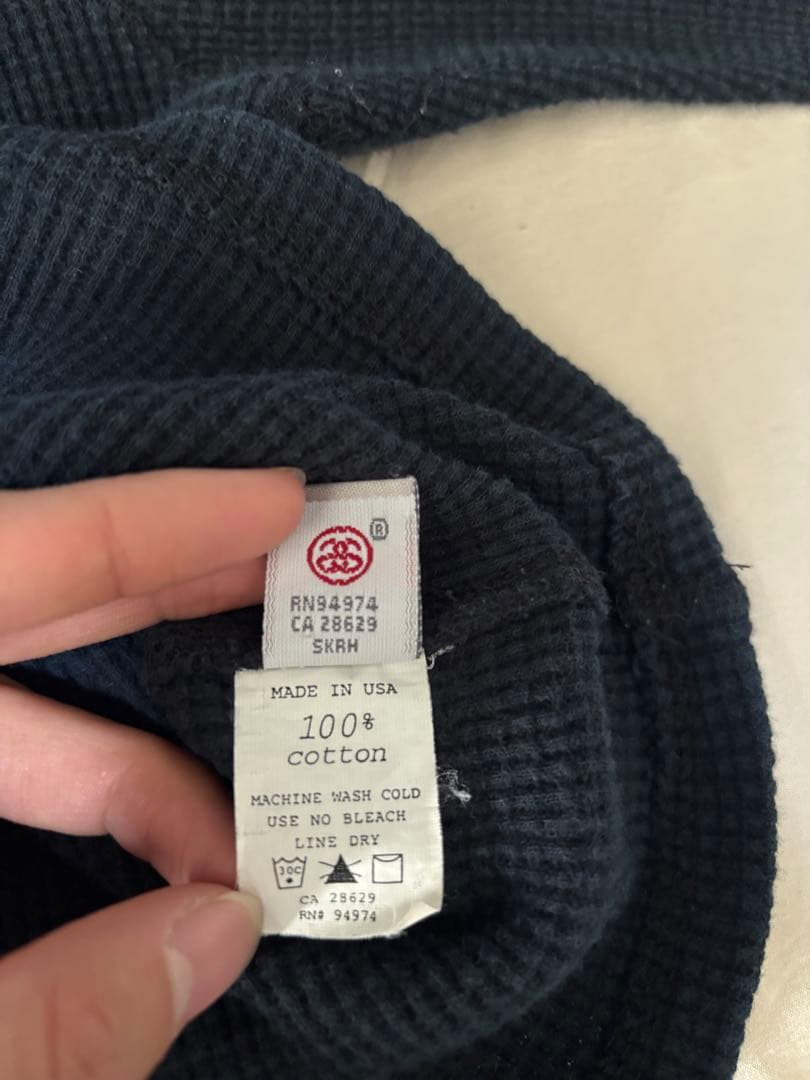 ®
RN94974
CA 28629
SKRH
MADE IN USA
100%
cotton
MACHINE WASH COLD
USE NO BLEACH
LINE DRY
30C
CA 28629
RN# 94974